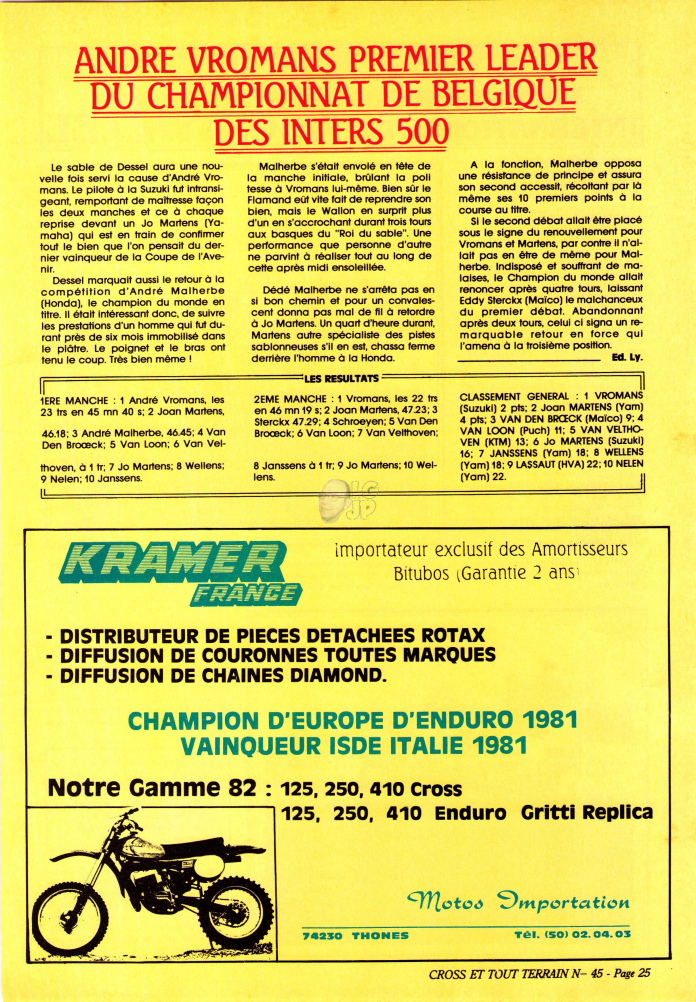 ANDRE VROMANS PREMIER LEADER
DU CHAMPIONNAT DE BELGIQUE
DES INTERS 500
Le sable de Dessel aura une nou-
velle fois servi la cause d'André Vro-
mans. Le pilote à la Suzuki fut intransi-
geant, remportant de maîtresse façon
les deux manches et ce à chaque
reprise devant un Jo Martens (Ya-
maha) qui est en train de confirmer
tout le bien que l'on pensait du der-
nier vainqueur de la Coupe de l'Ave-
nir.
Dessel marquait aussi le retour à la
compétition d'André Malherbe
(Honda), le champion du monde en
titre. Il était intéressant donc, de suivre
les prestations d'un homme qui fut du-
rant près de six mois immobilisé dans
le plâtre. Le poignet et le bras ont
tenu le coup. Très bien même !
Malherbe s'était envolé en tête de
la manche initiale, brûlant la poli
tesse à Vromans lui-même. Bien sûr le
Flamand eût vite fait de reprendre son
bien, mais le Wallon en surprit plus
d'un en s'accrochant durant trois tours
aux basques du "Roi du sable". Une
performance que personne d'autre
ne parvint à réaliser tout au long de
cette après midi ensoleillée.
Dédé Malherbe ne s'arrêta pas en
si bon chemin et pour un convales-
cent donna pas mal de fil à retordre
à Jo Martens. Un quart d'heure durant,
Martens autre spécialiste des pistes
sablonneuses s'il en est, chassa ferme
derrière l'homme à la Honda.
A la fonction, Malherbe opposa
une résistance de principe et assura
son second accessit, récoltant par là
même ses 10 premiers points à la
course au titre.
Si le second débat allait être placé
sous le signe du renouvellement pour
Vromans et Martens, par contre il n'al-
lait pas en être de même pour Mal-
herbe. Indisposé et souffrant de ma-
laises, le Champion du monde allait
renoncer après quatre tours, laissant
Eddy Sterckx (Maïco) le malchanceux
du premier débat. Abandonnant
après deux tours, celui ci signa un re-
marquable retour en force qui
l'amena à la troisième position.
Ed. Ly.
LES RESULTATS
1ERE MANCHE : 1 André Vromans, les
23 trs en 45 mn 40 s; 2 Joan Martens,
46.18; 3 André Malherbe, 46.45; 4 Van
Den Broœck; 5 Van Loon; 6 Van Vel-
thoven, à 1 tr; 7 Jo Martens; 8 Wellens;
9 Nelen; 10 Janssens.
2EME MANCHE : 1 Vromans, les 22 trs
en 46 mn 19 s; 2 Joan Martens, 47.23; 3
Sterckx 47.29; 4 Schroeyen; 5 Van Den
Broœck; 6 Van Loon; 7 Van Velthoven;
8 Janssens à 1 tr; 9 Jo Martens; 10 Wel-
lens.
CLASSEMENT GENERAL : 1 VROMANS
(Suzuki) 2 pts; 2 Joan MARTENS (Yam)
4 pts; 3 VAN DEN BRŒCK (Maïco) 9; 4
VAN LOON (Puch) 11; 5 VAN VELTHO-
VEN (KTM) 13; 6 Jo MARTENS (Suzuki)
16; 7 JANSSENS (Yam) 18; 8 WELLENS
(Yam) 18; 9 LASSAUT (HVA) 22; 10 NELEN
(Yam) 22.
KRAMER
FRANCE
importateur exclusif des Amortisseurs
Bitubos (Garantie 2 ans)
- DISTRIBUTEUR DE PIECES DETACHEES ROTAX
- DIFFUSION DE COURONNES TOUTES MARQUES
- DIFFUSION DE CHAINES DIAMOND.
CHAMPION D'EUROPE D'ENDURO 1981
VAINQUEUR ISDE ITALIE 1981
Notre Gamme 82 : 125, 250, 410 Cross
125, 250, 410 Enduro Gritti Replica
Motos Importation
74230 THONES Tél. (50) 02.04.03
CROSS ET TOUT TERRAIN N– 45 - Page 25